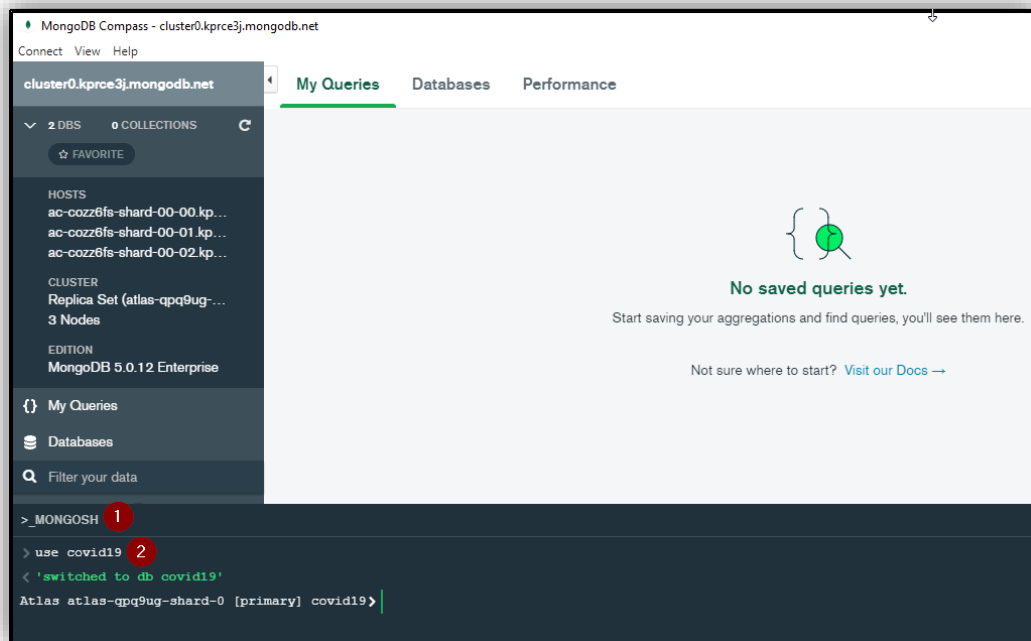 MongoDB Compass - cluster0.kprce3j.mongodb.net
Connect View Help
cluster0.kprce3j.mongodb.net
My Queries Databases Performance
2 DBS 0 COLLECTIONS
FAVORITE
HOSTS
ac-cozz6fs-shard-00-00.kp...
ac-cozz6fs-shard-00-01.kp...
ac-cozz6fs-shard-00-02.kp...
CLUSTER
Replica Set (atlas-qpq9ug-...
3 Nodes
EDITION
MongoDB 5.0.12 Enterprise
{} My Queries
Databases
Filter your data
No saved queries yet.
Start saving your aggregations and find queries, you'll see them here.
Not sure where to start? Visit our Docs →
>_MONGOSH 1
> use covid19 2
< 'switched to db covid19'
Atlas atlas-qpq9ug-shard-0 [primary] covid19>